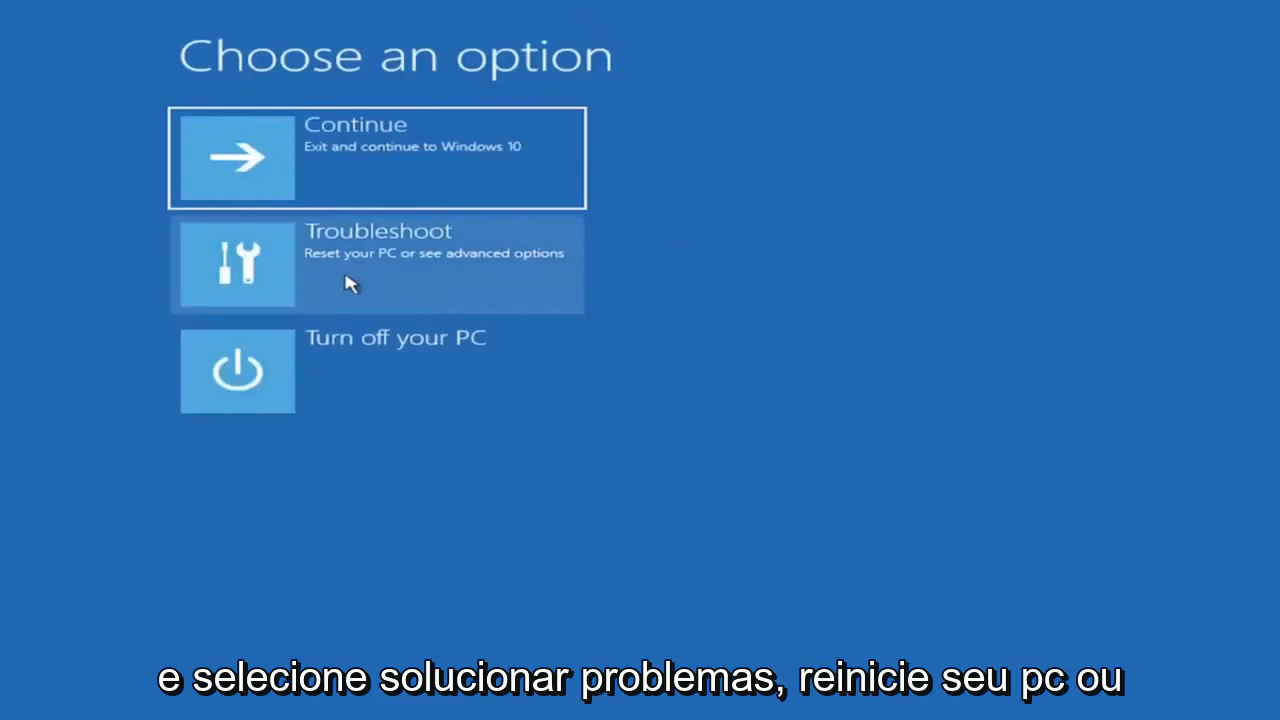 Choose an option
Continue
Exit and continue to Windows 10
Troubleshoot
Reset your PC or see advanced options
Turn off your PC
e selecione solucionar problemas, reinicie seu pc ou